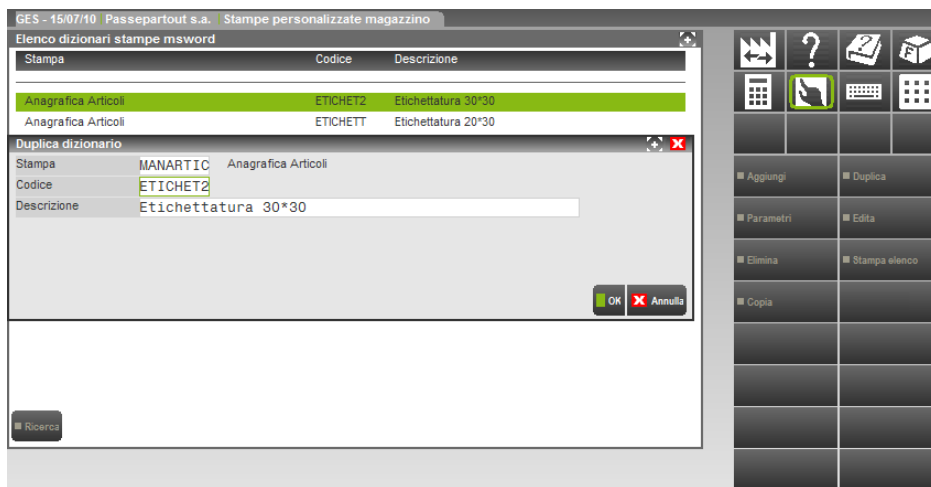 GES - 15/07/10 Passepartout s.a. Stampe personalizzate magazzino
Elenco dizionari stampe msword
Stampa Codice Descrizione
Anagrafica Articoli ETICHET2 Etichettatura 30*30
Anagrafica Articoli ETICHETT Etichettatura 20*30
Duplica dizionario
Stampa MANARTIC Anagrafica Articoli
Codice ETICHET2
Descrizione Etichettatura 30*30
OK Annulla
Ricerca
Aggiungi Duplica
Parametri Edita
Elimina Stampa elenco
Copia